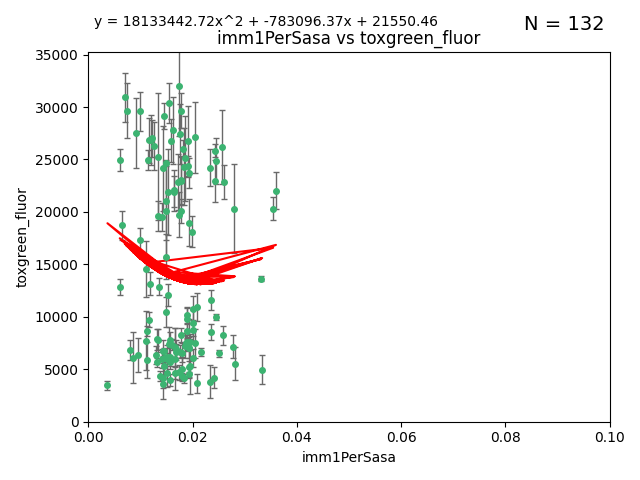 y = 18133442.72x^2 + -783096.37x + 21550.46
N = 132
imm1PerSasa vs toxgreen_fluor
35000
30000
25000
20000
15000
10000
5000
0
toxgreen_fluor
0.00 0.02 0.04 0.06 0.08 0.10
imm1PerSasa